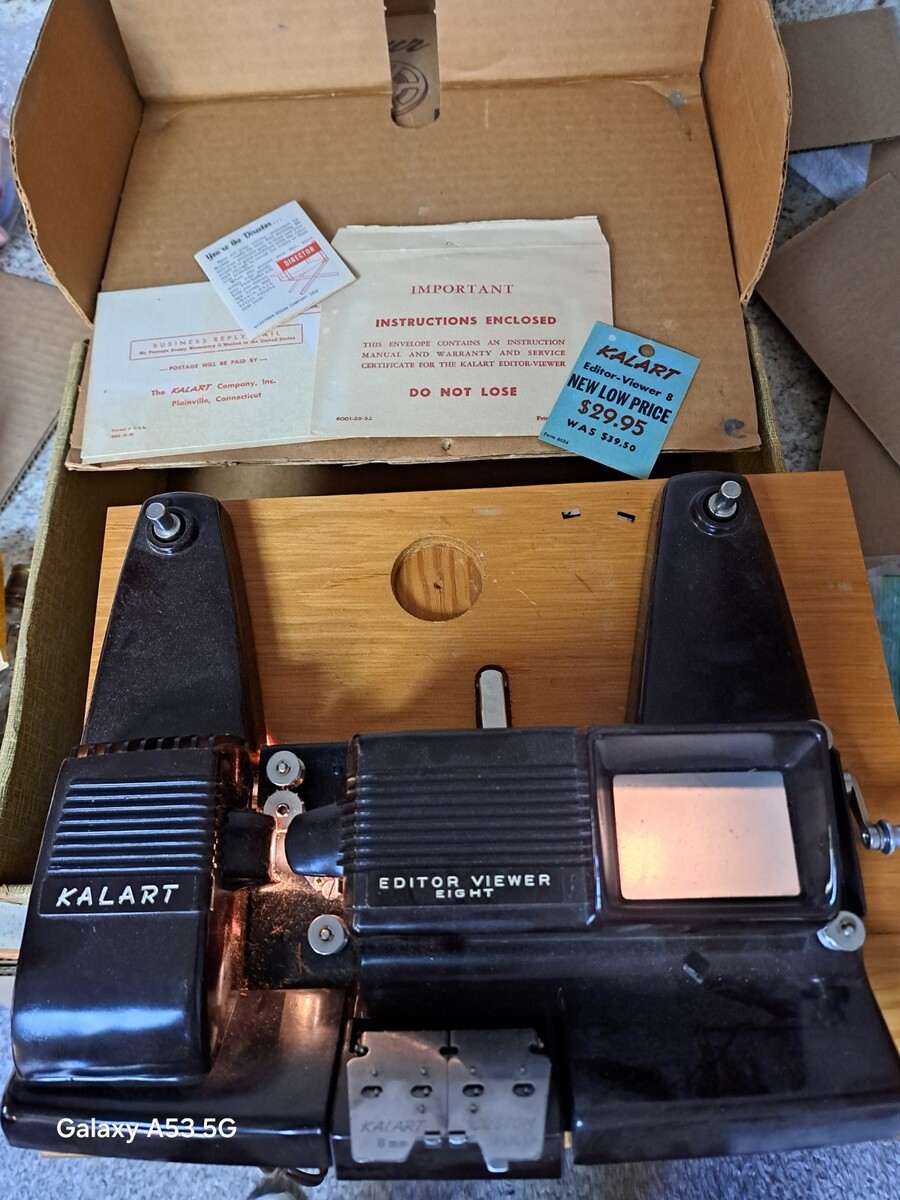 You're the Director...
DIRECTOR
BUSINESS REPLY MAIL
No Postage Stamp Necessary if Mailed in the United States
— POSTAGE WILL BE PAID BY —
The KALART Company, Inc.
Plainville, Connecticut
IMPORTANT
INSTRUCTIONS ENCLOSED
THIS ENVELOPE CONTAINS AN INSTRUCTION
MANUAL AND WARRANTY AND SERVICE
CERTIFICATE FOR THE KALART EDITOR-VIEWER
DO NOT LOSE
6001-28-32
KALART
Editor-Viewer 8
NEW LOW PRICE
$29.95
WAS $39.50
KALART
EDITOR VIEWER
EIGHT
KALART
8mm
Galaxy A53 5G